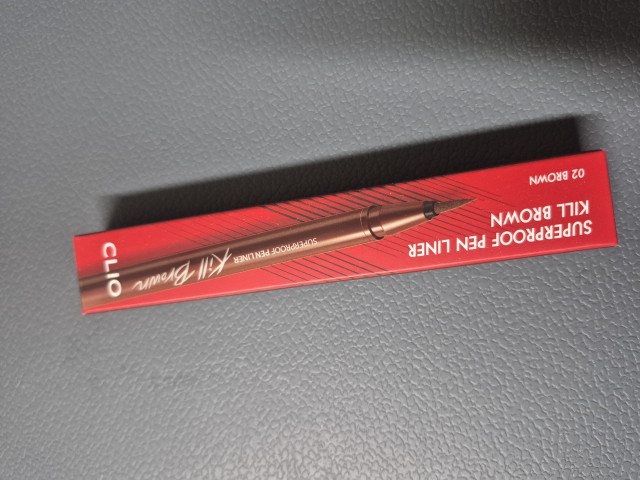 SUPERPROOF PEN LINER
KILL BROWN
02 BROWN
SUPERPROOF PEN LINER
Kill Brown
CLIO